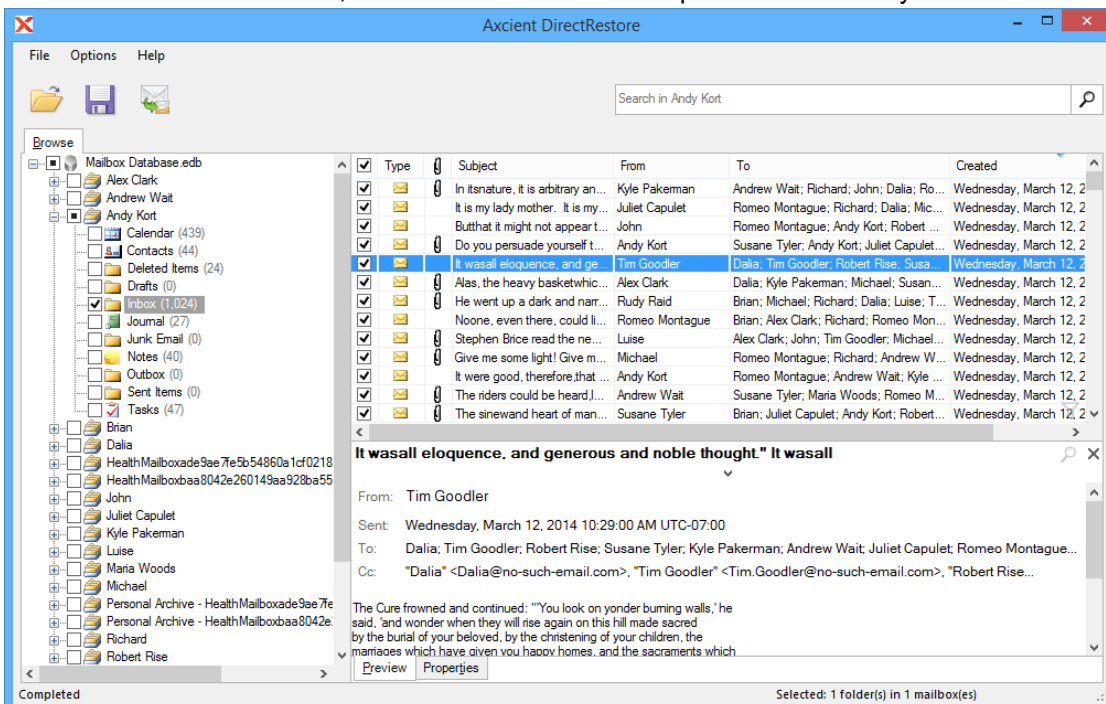 Axcient DirectRestore
File Options Help
Search in Andy Kort
Browse
Mailbox Database.edb
Alex Clark
Andrew Wait
Andy Kort
Calendar (439)
Contacts (44)
Deleted Items (24)
Drafts (0)
Inbox (1,024)
Journal (27)
Junk Email (0)
Notes (40)
Outbox (0)
Sent Items (0)
Tasks (47)
Brian
Dalia
HealthMailboxade9ae7fe5b54860a1cf0218
HealthMailboxbaa8042e260149aa928ba55
John
Juliet Capulet
Kyle Pakerman
Luise
Maria Woods
Michael
Personal Archive - HealthMailboxade9ae7fe
Personal Archive - HealthMailboxbaa8042e.
Richard
Robert Rise
Type Subject From To Created
In itsnature, it is arbitrary an... Kyle Pakerman Andrew Wait; Richard; John; Dalia; Ro... Wednesday, March 12, 2
It is my lady mother. It is my... Juliet Capulet Romeo Montague; Richard; Dalia; Mic... Wednesday, March 12, 2
Butthat it might not appear t... John Romeo Montague; Andy Kort; Robert ... Wednesday, March 12, 2
Do you persuade yourself t... Andy Kort Susane Tyler; Andy Kort; Juliet Capulet... Wednesday, March 12, 2
It wasall eloquence, and ge... Tim Goodler Dalia; Tim Goodler; Robert Rise; Susa... Wednesday, March 12, 2
Alas, the heavy basketwhic... Alex Clark Dalia; Kyle Pakerman; Michael; Susan... Wednesday, March 12, 2
He went up a dark and narr... Rudy Raid Brian; Michael; Richard; Dalia; Luise; T... Wednesday, March 12, 2
Noone, even there, could li... Romeo Montague Brian; Alex Clark; Richard; Romeo Mon... Wednesday, March 12, 2
Stephen Brice read the ne... Luise Alex Clark; John; Tim Goodler; Michael... Wednesday, March 12, 2
Give me some light! Give m... Michael Romeo Montague; Richard; Andrew W... Wednesday, March 12, 2
It were good, therefore,that ... Andy Kort Romeo Montague; Andrew Wait; Kyle ... Wednesday, March 12, 2
The riders could be heard,l... Andrew Wait Susane Tyler; Maria Woods; Romeo M... Wednesday, March 12, 2
The sinewand heart of man... Susane Tyler Brian; Juliet Capulet; Andy Kort; Robert... Wednesday, March 12, 2
It wasall eloquence, and generous and noble thought." It wasall
From: Tim Goodler
Sent: Wednesday, March 12, 2014 10:29:00 AM UTC-07:00
To: Dalia; Tim Goodler; Robert Rise; Susane Tyler; Kyle Pakerman; Andrew Wait; Juliet Capulet; Romeo Montague...
Cc: "Dalia" <Dalia@no-such-email.com>, "Tim Goodler" <Tim.Goodler@no-such-email.com>, "Robert Rise...
The Cure frowned and continued: "'You look on yonder burning walls,' he
said, 'and wonder when they will rise again on this hill made sacred
by the burial of your beloved, by the christening of your children, the
marriages which have given you happy homes, and the sacraments which
Preview Properties
Completed Selected: 1 folder(s) in 1 mailbox(es)